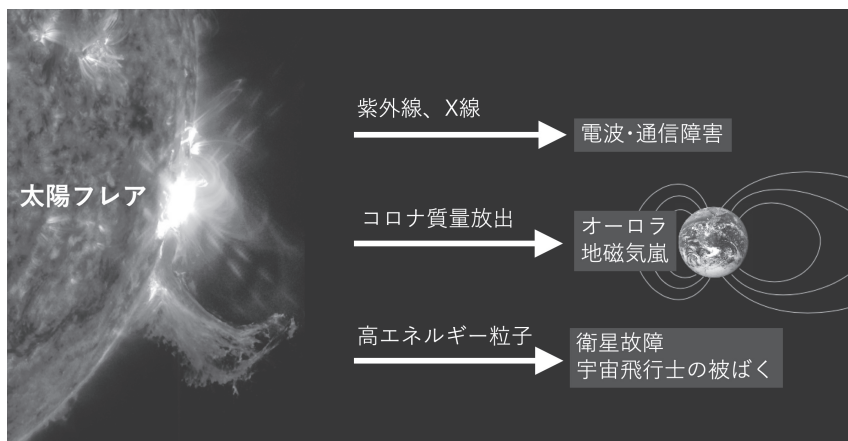 太陽フレア
紫外線、X線
電波･通信障害
コロナ質量放出
オーロラ
地磁気嵐
高エネルギー粒子
衛星故障
宇宙飛行士の被ばく